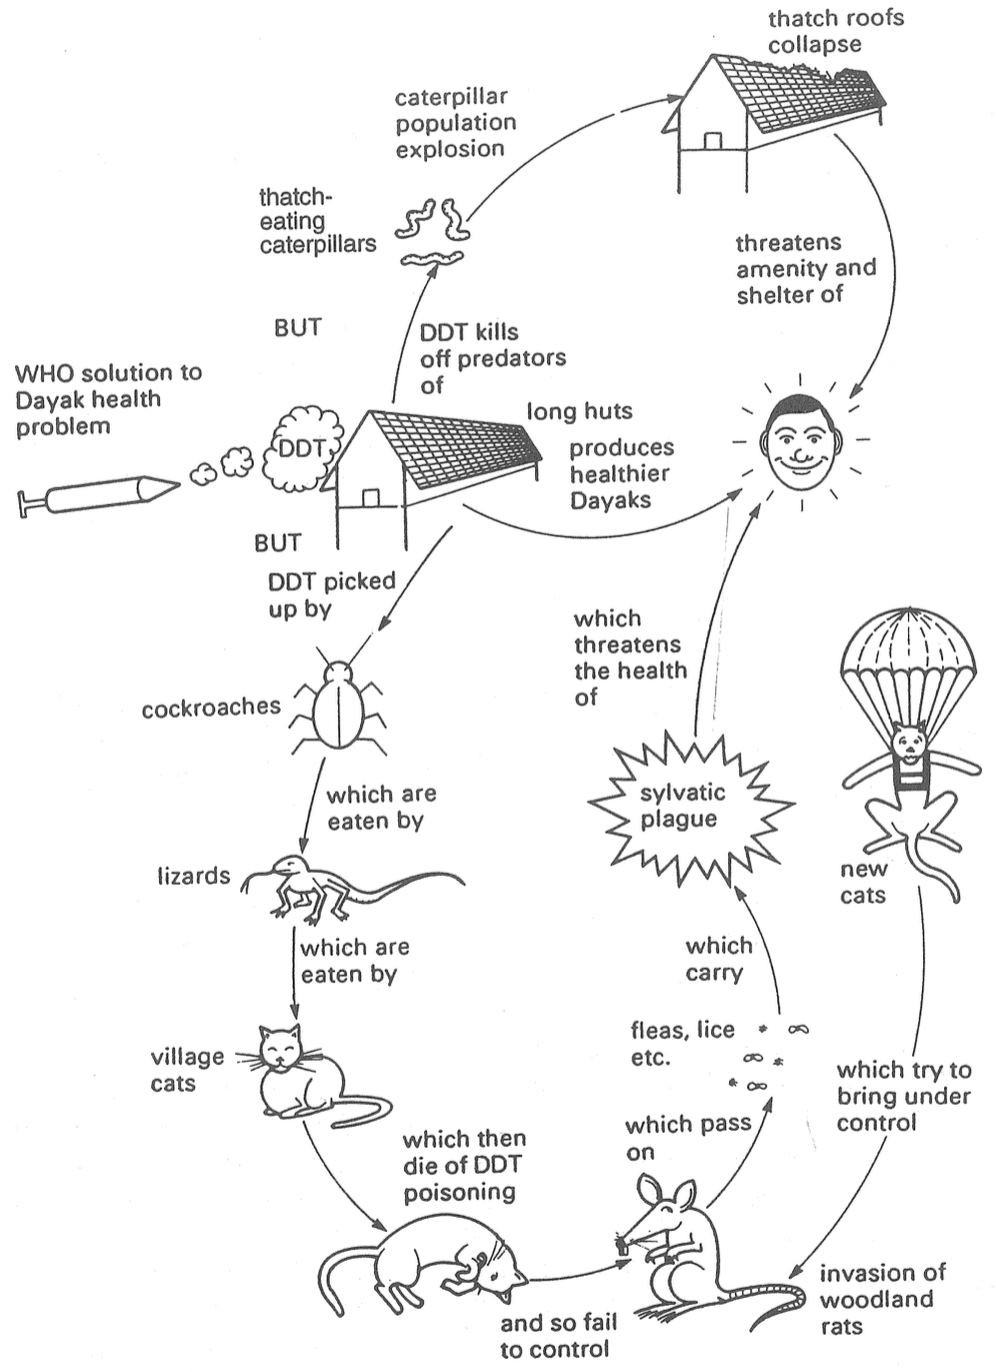 thatch roofs
collapse
caterpillar
population
explosion
thatch-
eating
caterpillars
threatens
amenity and
shelter of
BUT
DDT kills
off predators
of
WHO solution to
Dayak health
problem
DDT
long huts
produces
healthier
Dayaks
BUT
DDT picked
up by
cockroaches
which
threatens
the health
of
which are
eaten by
sylvatic
plague
lizards
new
cats
which are
eaten by
which
carry
village
cats
fleas, lice
etc.
which try to
bring under
control
which then
die of DDT
poisoning
which pass
on
invasion of
woodland
rats
and so fail
to control